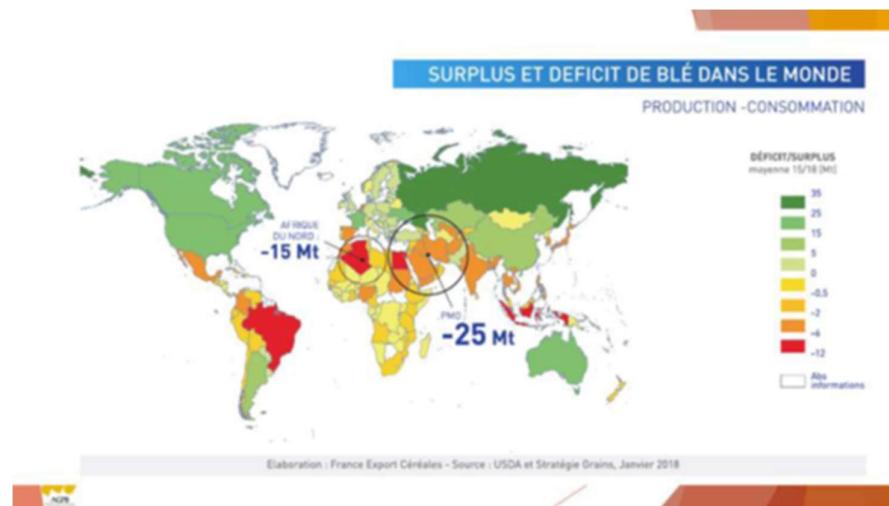 SURPLUS ET DEFICIT DE BLÉ DANS LE MONDE
PRODUCTION -CONSOMMATION
DÉFICIT/SURPLUS
moyenne 15/18 (Mt)
35
25
15
5
0
-0,5
-2
-6
-12
Abs
informations
AFRIQUE
DU NORD :
-15 Mt
PMO :
-25 Mt
Elaboration : France Export Céréales - Source : USDA et Stratégie Grains, Janvier 2018
AGPB